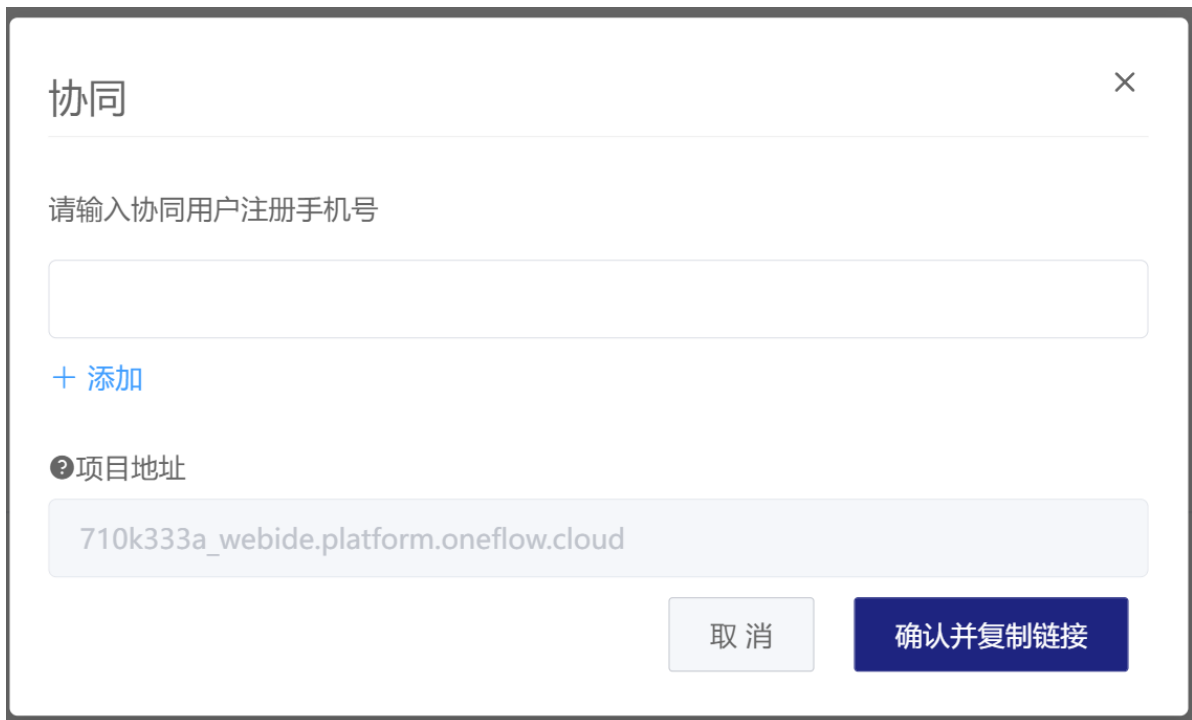 协同
请输入协同用户注册手机号
+ 添加
项目地址
710k333a_webide.platform.oneflow.cloud
取 消
确认并复制链接